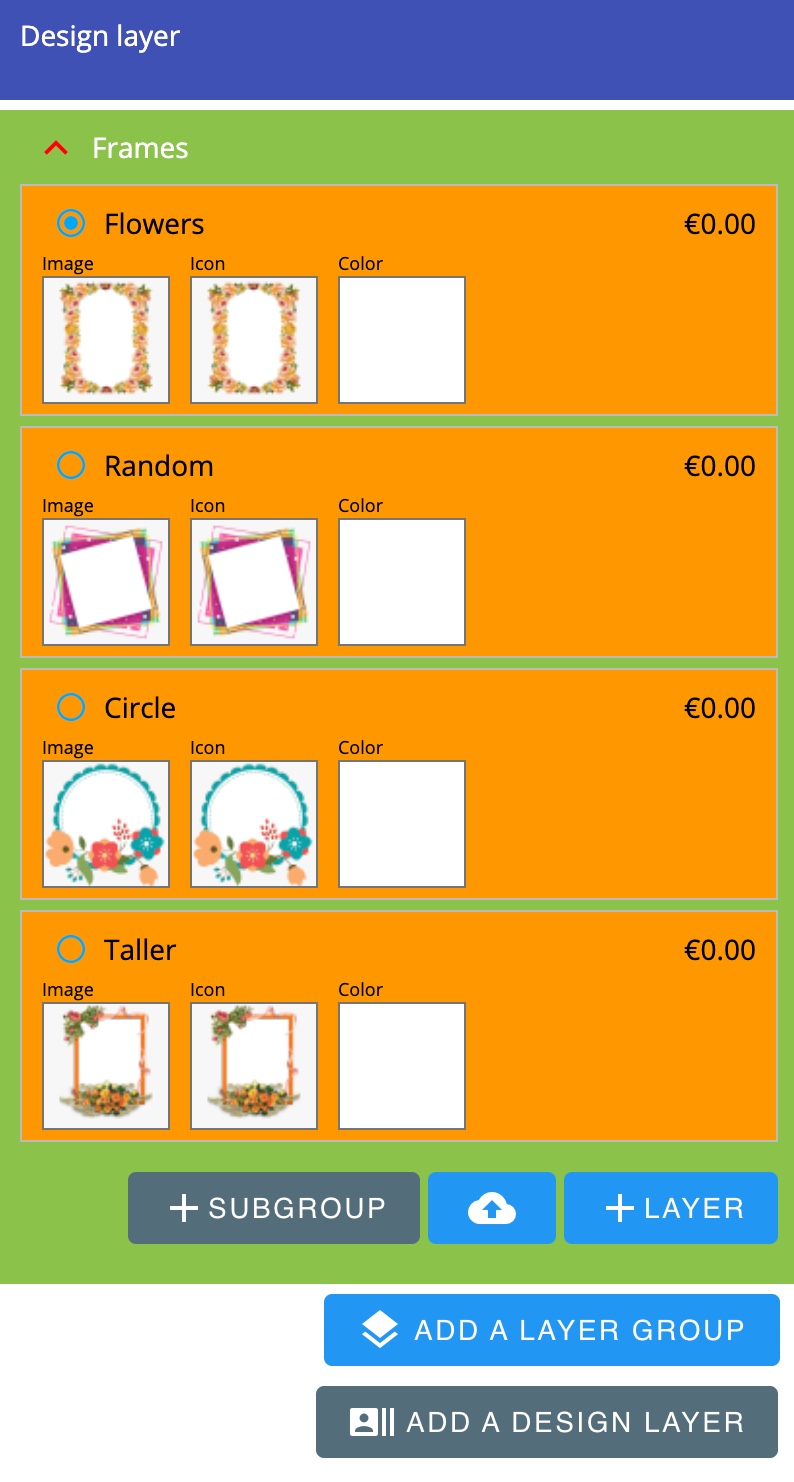 Design layer
Frames
Flowers €0.00
Image Icon Color
Random €0.00
Image Icon Color
Circle €0.00
Image Icon Color
Taller €0.00
Image Icon Color
SUBGROUP LAYER
ADD A LAYER GROUP
ADD A DESIGN LAYER